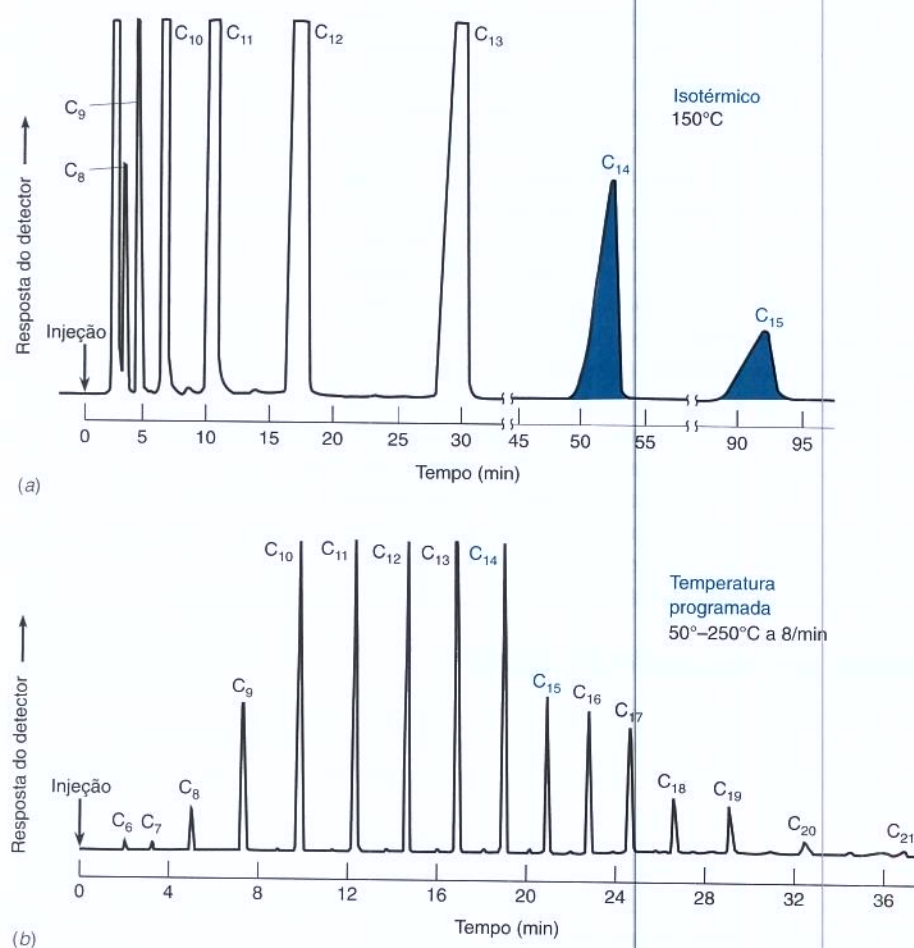 C10 C11 C12 C13
C9
C8
Isotérmico
150°C
C14
C15
Resposta do detector
Injeção
0 5 10 15 20 25 30 45 50 55 90 95
Tempo (min)
(a)
C10 C11 C12 C13 C14
Temperatura
programada
50°–250°C a 8/min
C15 C16 C17
C9
C8
C18 C19
C6 C7
C20 C21
Resposta do detector
Injeção
0 4 8 12 16 20 24 28 32 36
Tempo (min)
(b)